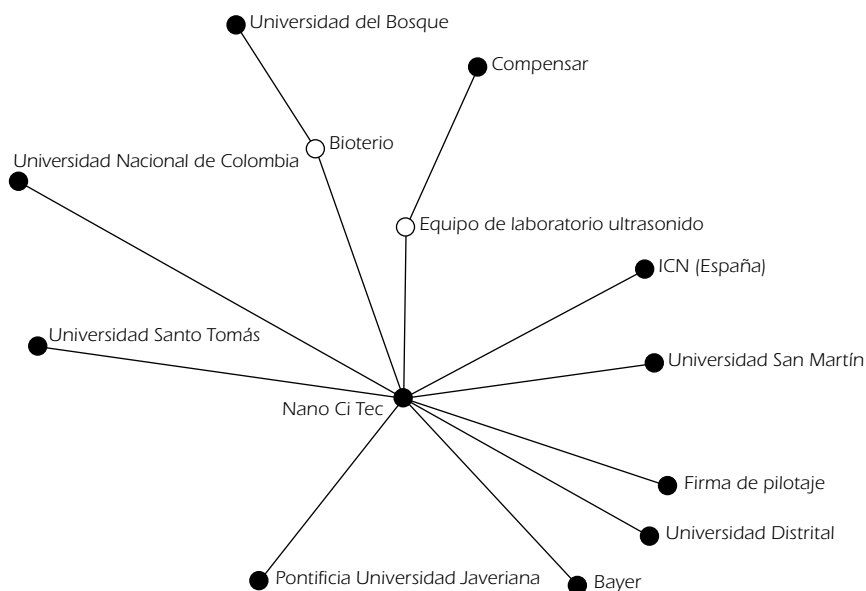 Universidad del Bosque
Compensar
Bioterio
Universidad Nacional de Colombia
Equipo de laboratorio ultrasonido
ICN (España)
Universidad Santo Tomás
Universidad San Martín
Nano Ci Tec
Firma de pilotaje
Universidad Distrital
Pontificia Universidad Javeriana
Bayer